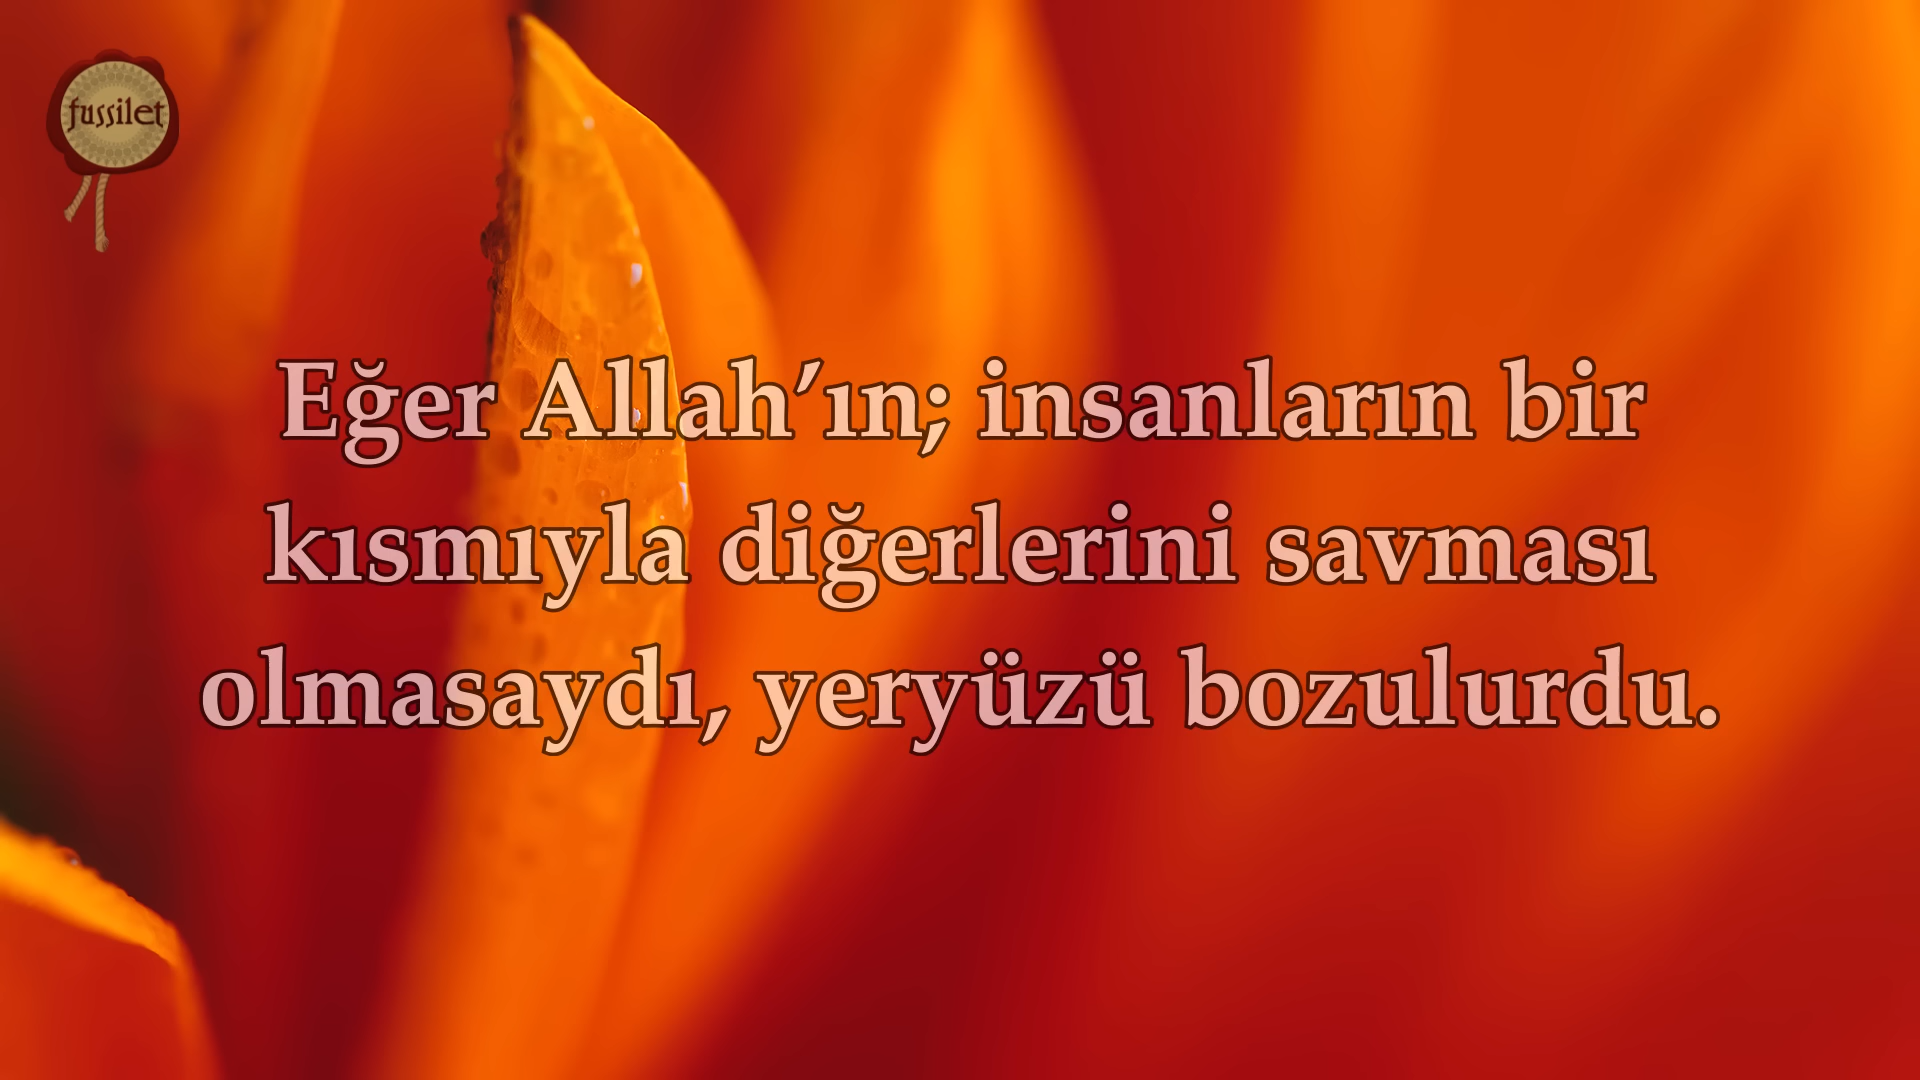 fussilet
Eğer Allah’ın; insanların bir
kısmıyla diğerlerini savması
olmasaydı, yeryüzü bozulurdu.